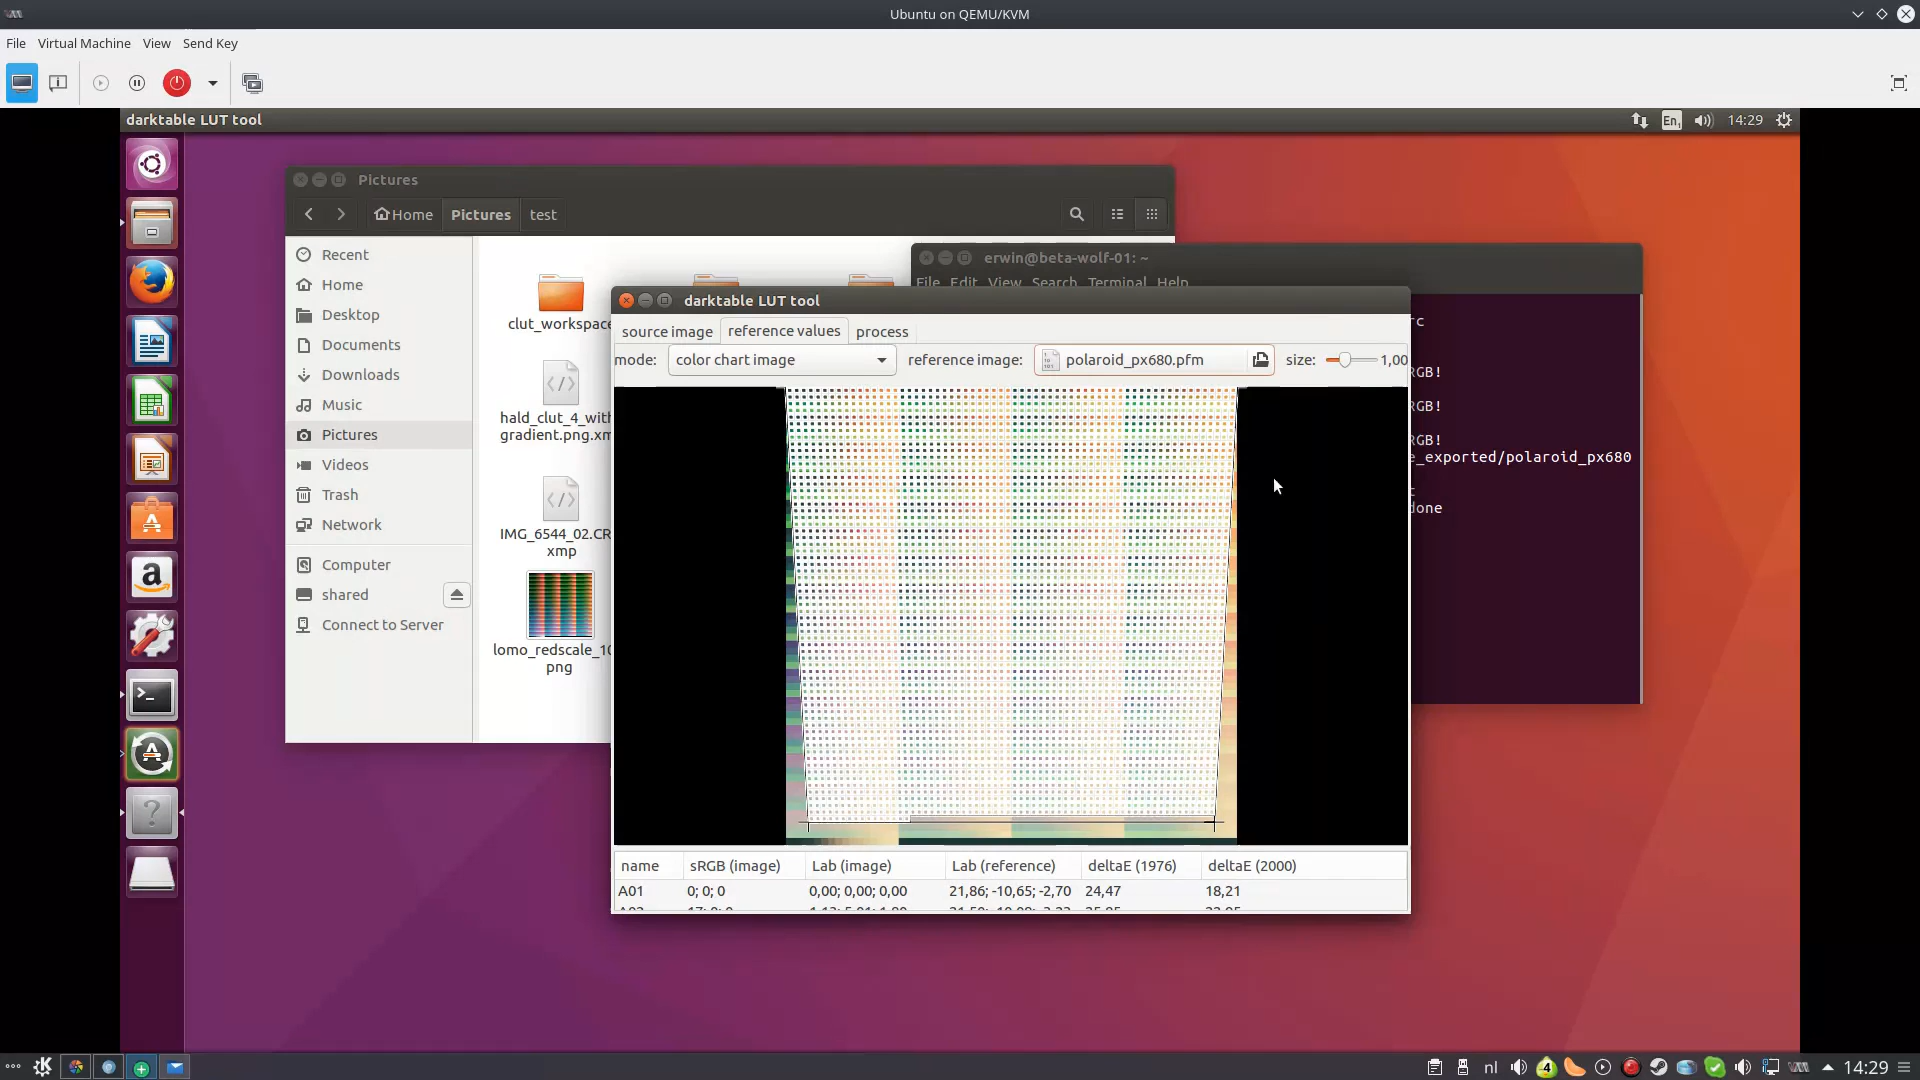 Ubuntu on QEMU/KVM
File Virtual Machine View Send Key
darktable LUT tool
En1 14:29
Pictures
Home Pictures test
Recent
Home
Desktop
Documents
Downloads
Music
Pictures
Videos
Trash
Network
Computer
shared
Connect to Server
clut_workspace
hald_clut_4_with
gradient.png.xm
IMG_6544_02.CR
xmp
lomo_redscale_10
png
erwin@beta-wolf-01: ~
File Edit View Search Terminal Help
rc
RGB!
RGB!
RGB!
e_exported/polaroid_px680
done
darktable LUT tool
source image reference values process
mode: color chart image reference image: polaroid_px680.pfm size: 1,00
name sRGB (image) Lab (image) Lab (reference) deltaE (1976) deltaE (2000)
A01 0; 0; 0 0,00; 0,00; 0,00 21,86; -10,65; -2,70 24,47 18,21
nl 4 14:29